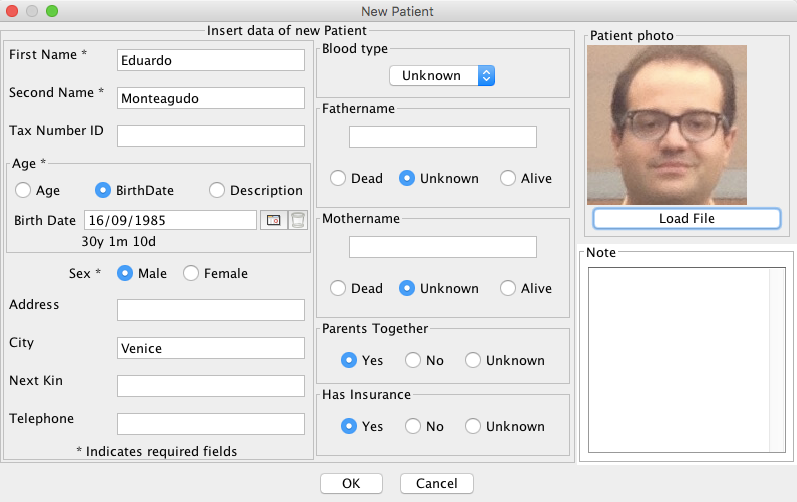 New Patient
Insert data of new Patient
First Name *
Eduardo
Second Name *
Monteagudo
Tax Number ID
Age *
Age
BirthDate
Description
Birth Date
16/09/1985
30y 1m 10d
Sex *
Male
Female
Address
City
Venice
Next Kin
Telephone
* Indicates required fields
Blood type
Unknown
Fathername
Dead
Unknown
Alive
Mothername
Dead
Unknown
Alive
Parents Together
Yes
No
Unknown
Has Insurance
Yes
No
Unknown
Patient photo
Load File
Note
OK
Cancel